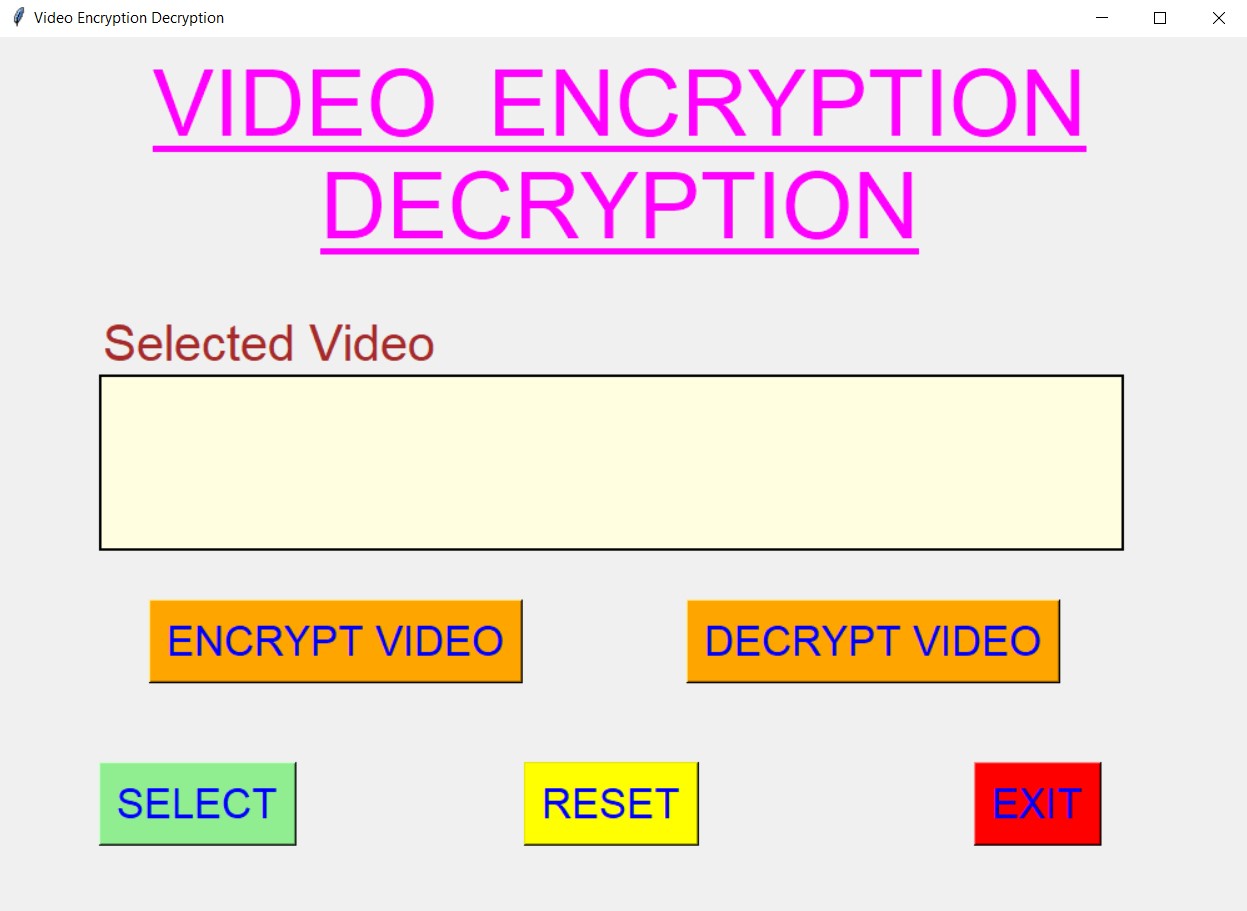 Video Encryption Decryption
VIDEO ENCRYPTION
DECRYPTION
Selected Video
ENCRYPT VIDEO
DECRYPT VIDEO
SELECT
RESET
EXIT